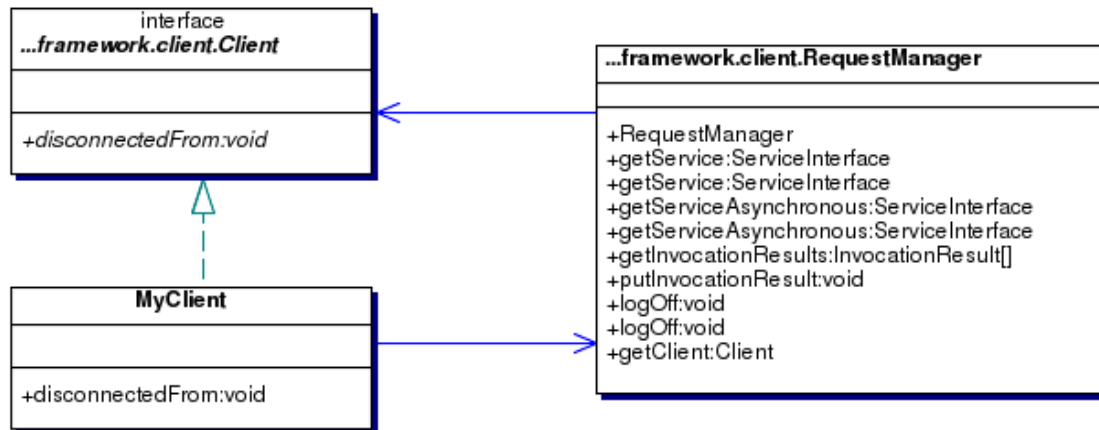 interface
...framework.client.Client
+disconnectedFrom:void
MyClient
+disconnectedFrom:void
...framework.client.RequestManager
+RequestManager
+getService:ServiceInterface
+getService:ServiceInterface
+getServiceAsynchronous:ServiceInterface
+getServiceAsynchronous:ServiceInterface
+getInvocationResults:InvocationResult[]
+putInvocationResult:void
+logOff:void
+logOff:void
+getClient:Client